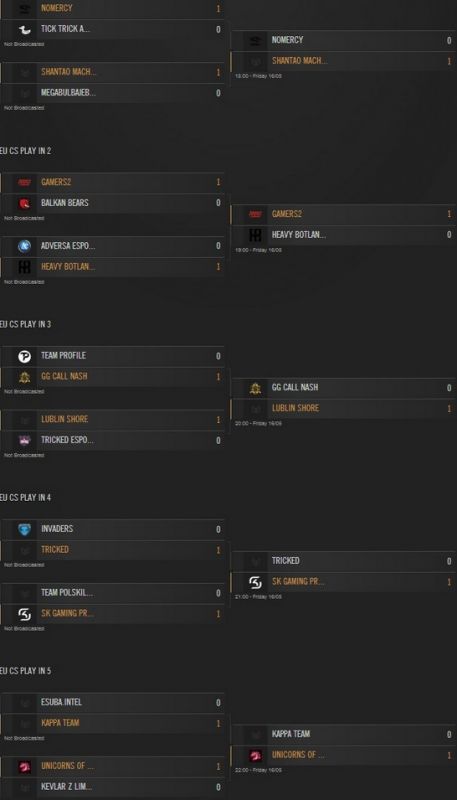 NOMERCY 1
TICK TRICK A... 0
Not Broadcasted
SHANTAO MACH... 1
MEGABULBAJEB... 0
Not Broadcasted
NOMERCY 0
SHANTAO MACH... 1
18:00 - Friday 16/05
EU CS PLAY IN 2
GAMERS2 1
BALKAN BEARS 0
Not Broadcasted
ADVERSA ESPO... 0
HEAVY BOTLAN... 1
Not Broadcasted
GAMERS2 1
HEAVY BOTLAN... 0
19:00 - Friday 16/05
EU CS PLAY IN 3
TEAM PROFILE 0
GG CALL NASH 1
Not Broadcasted
LUBLIN SHORE 1
TRICKED ESPO... 0
Not Broadcasted
GG CALL NASH 0
LUBLIN SHORE 1
20:00 - Friday 16/05
EU CS PLAY IN 4
INVADERS 0
TRICKED 1
Not Broadcasted
TEAM POLSKIL... 0
SK GAMING PR... 1
Not Broadcasted
TRICKED 0
SK GAMING PR... 1
21:00 - Friday 16/05
EU CS PLAY IN 5
ESUBA.INTEL 0
KAPPA TEAM 1
Not Broadcasted
UNICORNS OF ... 1
KEVLAR Z LIM... 0
KAPPA TEAM 0
UNICORNS OF ... 1
22:00 - Friday 16/05